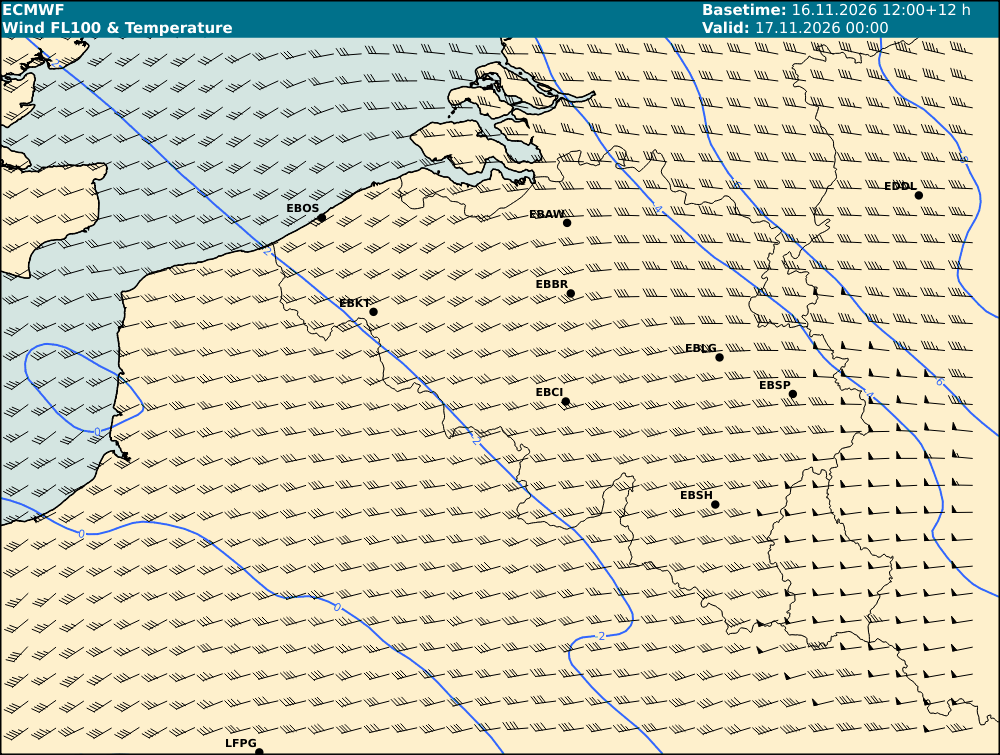 ECMWF
Wind FL100 & Temperature
Basetime: 16.11.2026 12:00+12 h
Valid: 17.11.2026 00:00
EDDL
EBOS
EBAW
EBBR
EBKT
EBLG
EBSP
EBCI
EBSH
LFPG
0
0
0
-2